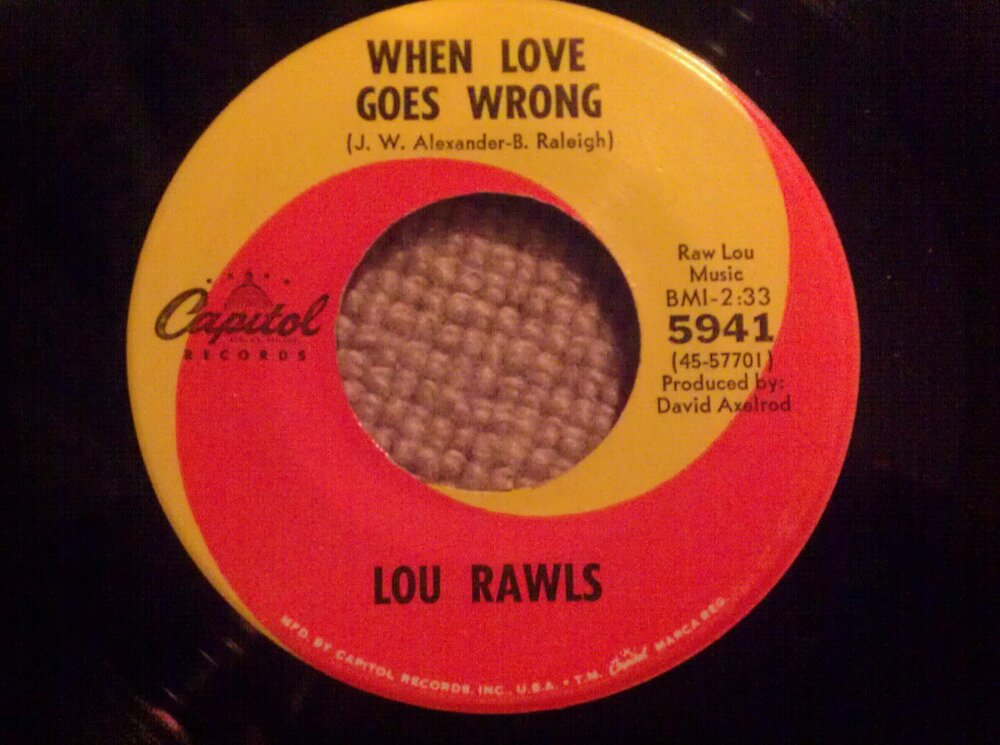 WHEN LOVE
GOES WRONG
(J. W. Alexander-B. Raleigh)
Capitol
RECORDS
Raw Lou
Music
BMI-2:33
5941
(45-57701)
Produced by:
David Axelrod
LOU RAWLS
MFD. BY CAPITOL RECORDS, INC., U.S.A. • T.M. Capitol MARCA REG.